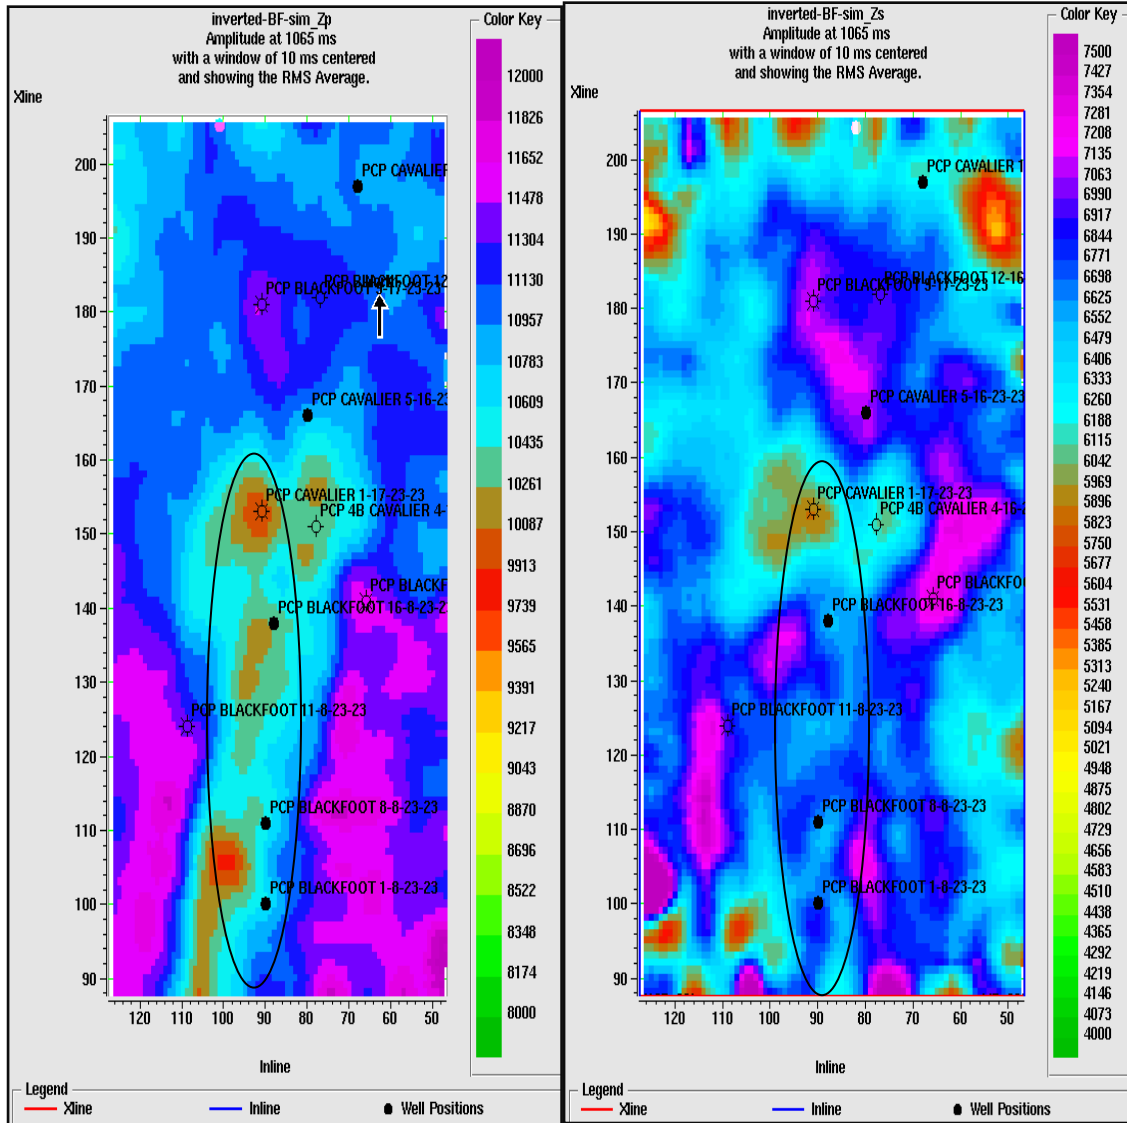 inverted-BF-sim_Zp
Amplitude at 1065 ms
with a window of 10 ms centered
and showing the RMS Average.
Color Key
Xline
12000
11826
11652
11478
11304
11130
10957
10783
10609
10435
10261
10087
9913
9739
9565
9391
9217
9043
8870
8696
8522
8348
8174
8000
200
190
180
170
160
150
140
130
120
110
100
90
PCP CAVALIER
PCP BLACKFOOT 12
PCP BLACKFOOT 9-17-23-23
PCP CAVALIER 5-16-23
PCP CAVALIER 1-17-23-23
PCP 4B CAVALIER 4-
PCP BLACKF
PCP BLACKFOOT 16-8-23-2
PCP BLACKFOOT 11-8-23-23
PCP BLACKFOOT 8-8-23-23
PCP BLACKFOOT 1-8-23-23
120 110 100 90 80 70 60 50
Inline
Legend
Xline Inline Well Positions
inverted-BF-sim_Zs
Amplitude at 1065 ms
with a window of 10 ms centered
and showing the RMS Average.
Color Key
Xline
7500
7427
7354
7281
7208
7135
7063
6990
6917
6844
6771
6698
6625
6552
6479
6406
6333
6260
6188
6115
6042
5969
5896
5823
5750
5677
5604
5531
5458
5385
5313
5240
5167
5094
5021
4948
4875
4802
4729
4656
4583
4510
4438
4365
4292
4219
4146
4073
4000
200
190
180
170
160
150
140
130
120
110
100
90
PCP CAVALIER 1
PCP BLACKFOOT 12-16
PCP BLACKFOOT 9-17-23-23
PCP CAVALIER 5-16-23-23
PCP CAVALIER 1-17-23-23
PCP 4B CAVALIER 4-16-2
PCP BLACKFO
PCP BLACKFOOT 16-8-23-23
PCP BLACKFOOT 11-8-23-23
PCP BLACKFOOT 8-8-23-23
PCP BLACKFOOT 1-8-23-23
120 110 100 90 80 70 60 50
Inline
Legend
Xline Inline Well Positions